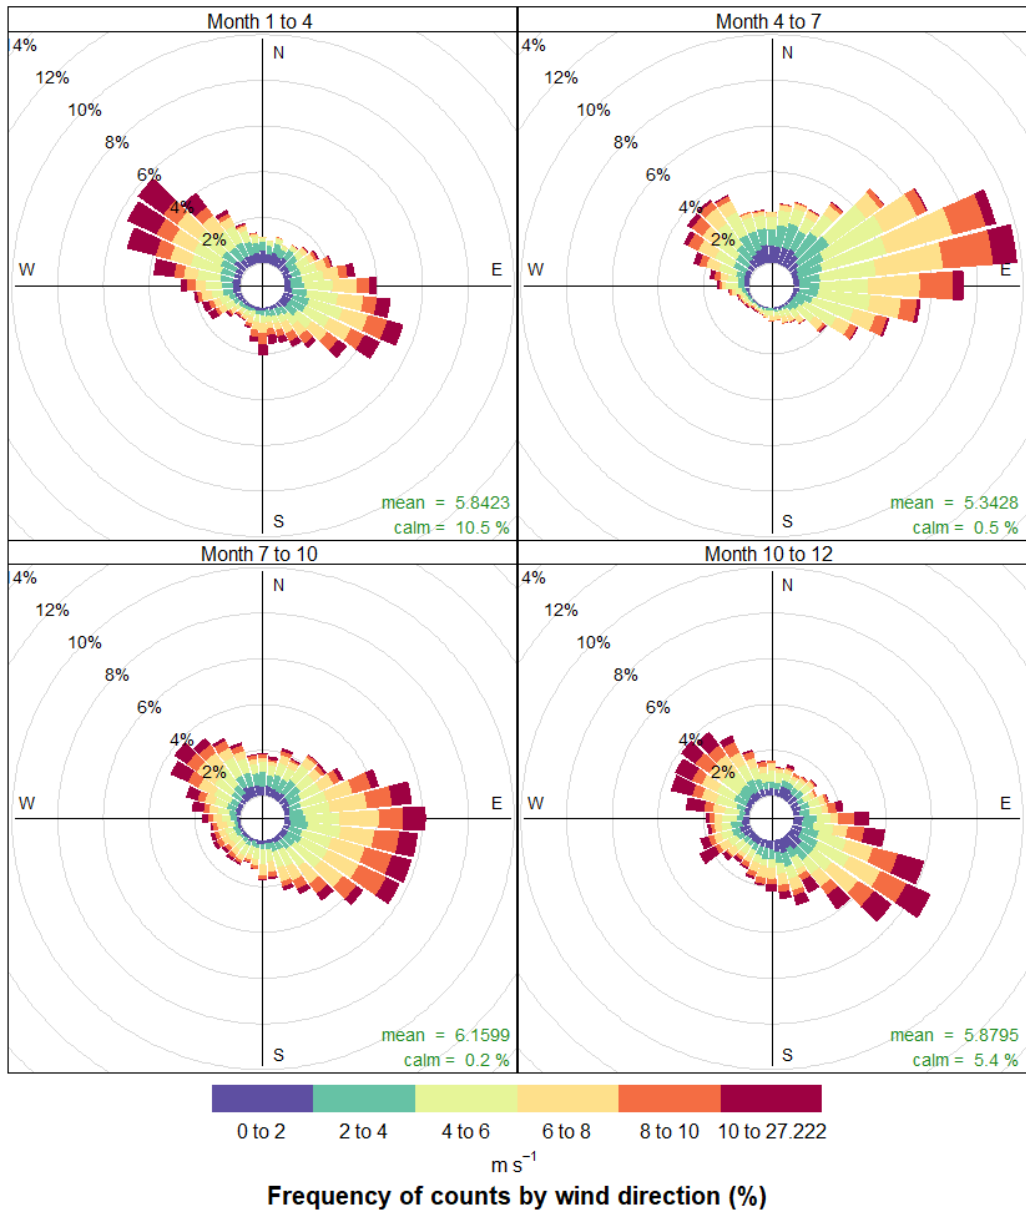 Month 1 to 4
14%
12%
10%
8%
6%
4%
2%
N
W
E
S
mean = 5.8423
calm = 10.5 %
Month 4 to 7
4%
12%
10%
8%
6%
4%
2%
N
W
E
S
mean = 5.3428
calm = 0.5 %
Month 7 to 10
14%
12%
10%
8%
6%
4%
2%
N
W
E
S
mean = 6.1599
calm = 0.2 %
Month 10 to 12
4%
12%
10%
8%
6%
4%
2%
N
W
E
S
mean = 5.8795
calm = 5.4 %
0 to 2 2 to 4 4 to 6 6 to 8 8 to 10 10 to 27.222
m s⁻¹
Frequency of counts by wind direction (%)